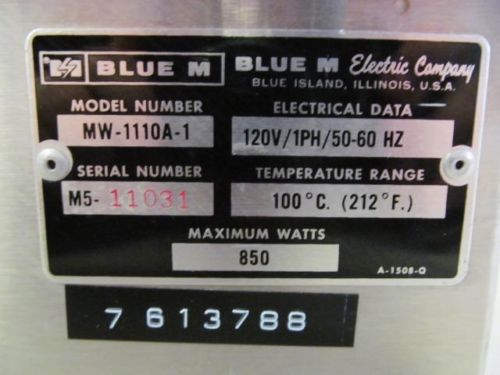 BLUE M BLUE M Electric Company
BLUE ISLAND, ILLINOIS, U.S.A.
MODEL NUMBER ELECTRICAL DATA
MW-1110A-1 120V/1PH/50-60 HZ
SERIAL NUMBER TEMPERATURE RANGE
M5- 11031 100°C. (212°F.)
MAXIMUM WATTS
850
A-1508-Q
7 613788